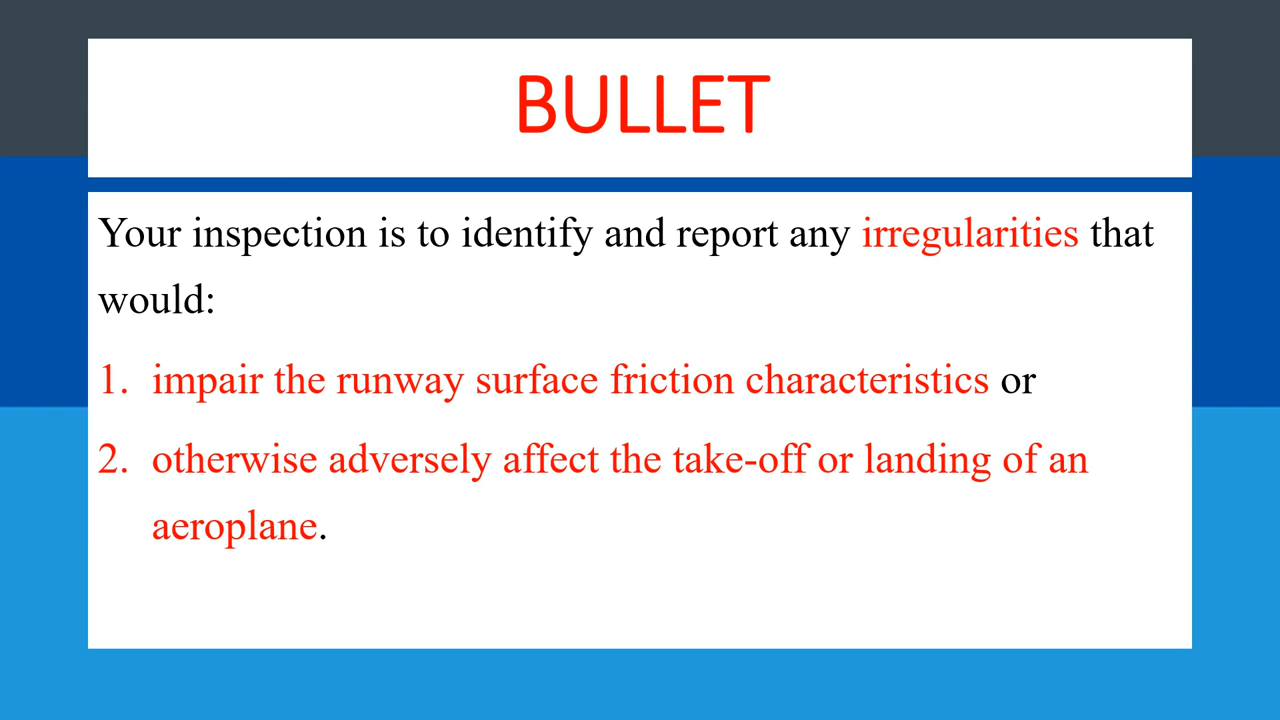 BULLET
Your inspection is to identify and report any irregularities that
would:
1. impair the runway surface friction characteristics or
2. otherwise adversely affect the take-off or landing of an
aeroplane.